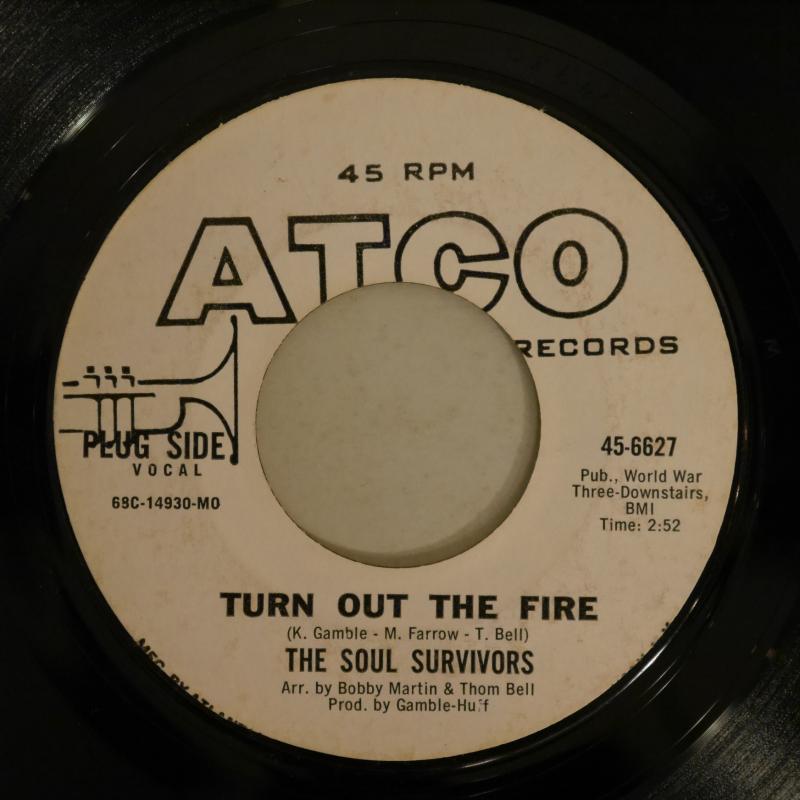 45 RPM
ATCO
RECORDS
PLUG SIDE
VOCAL
68C-14930-MO
45-6627
Pub., World War
Three-Downstairs,
BMI
Time: 2:52
TURN OUT THE FIRE
(K. Gamble - M. Farrow - T. Bell)
THE SOUL SURVIVORS
Arr. by Bobby Martin & Thom Bell
Prod. by Gamble-Huff
MFG BY